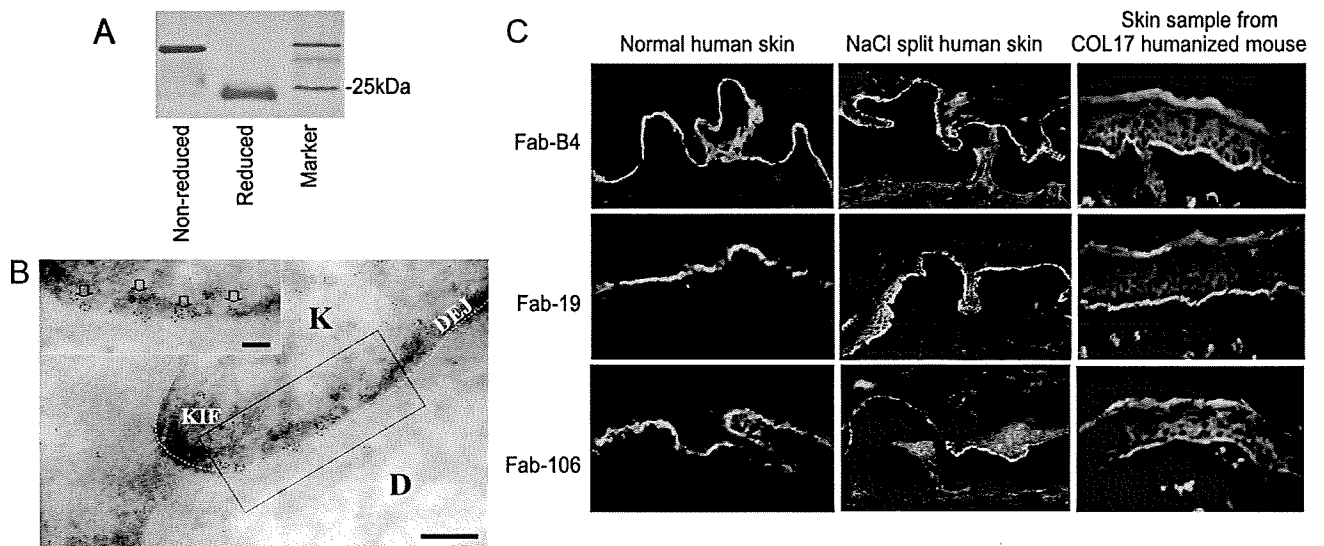 A
Non-reduced
Reduced
Marker
-25kDa
B
K
DEJ
KIF
D
C
Normal human skin
NaCl split human skin
Skin sample from
COL17 humanized mouse
Fab-B4
Fab-19
Fab-106